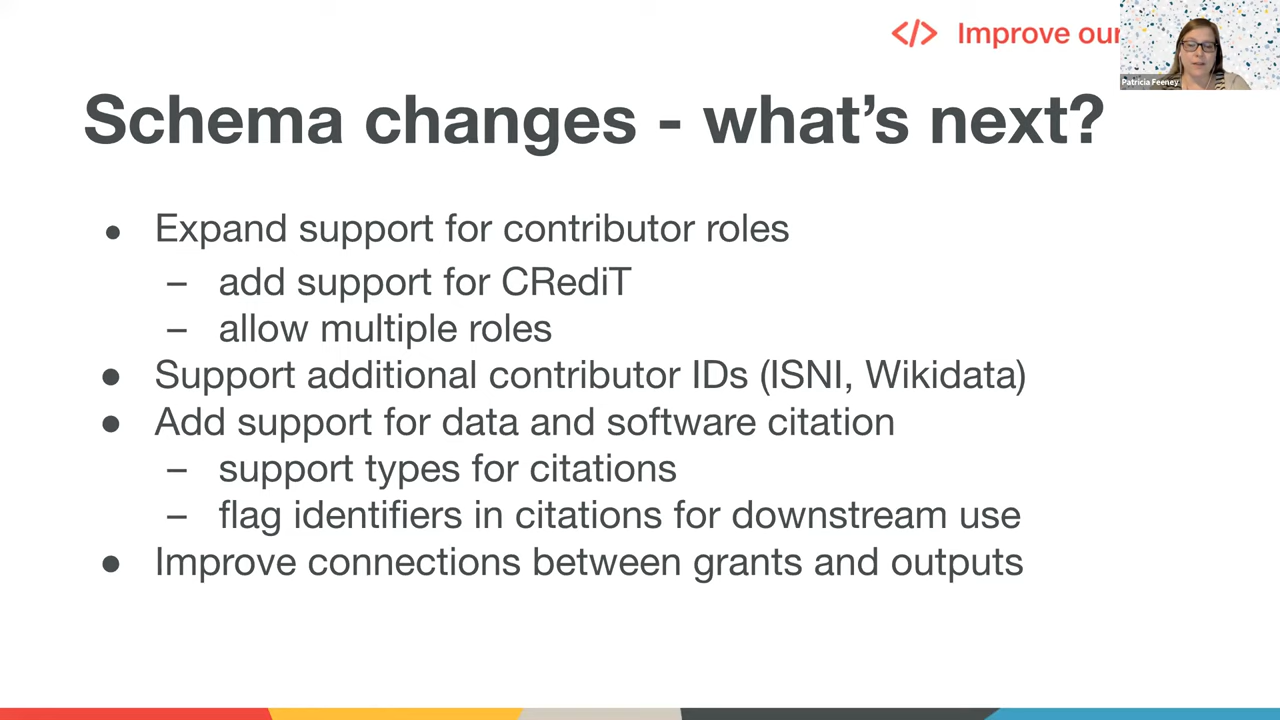 </> Improve our
Patricia Feeney
Schema changes - what's next?
● Expand support for contributor roles
– add support for CRediT
– allow multiple roles
● Support additional contributor IDs (ISNI, Wikidata)
● Add support for data and software citation
– support types for citations
– flag identifiers in citations for downstream use
● Improve connections between grants and outputs